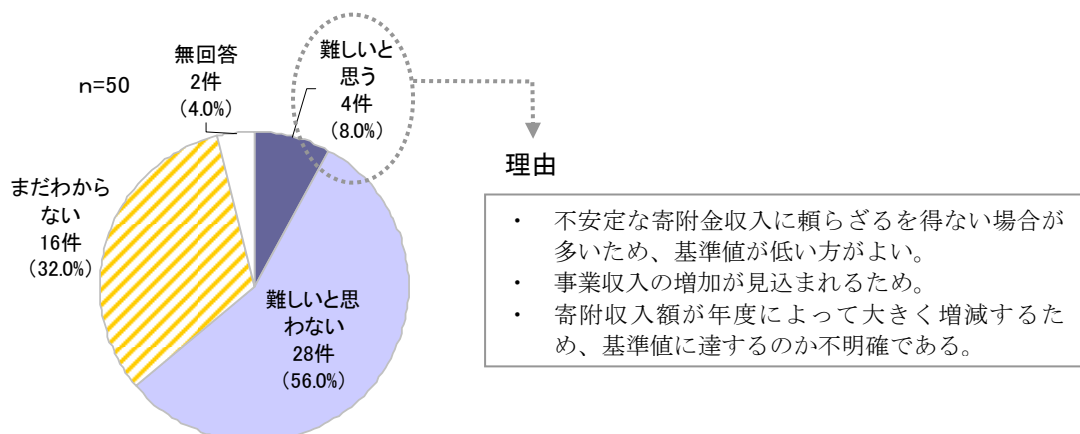 n=50
無回答
2件
(4.0%)
難しいと
思う
4件
(8.0%)
まだわから
ない
16件
(32.0%)
難しいと思
わない
28件
(56.0%)
理由
・ 不安定な寄附金収入に頼らざるを得ない場合が
多いため、基準値が低い方がよい。
・ 事業収入の増加が見込まれるため。
・ 寄附収入額が年度によって大きく増減するた
め、基準値に達するのか不明確である。